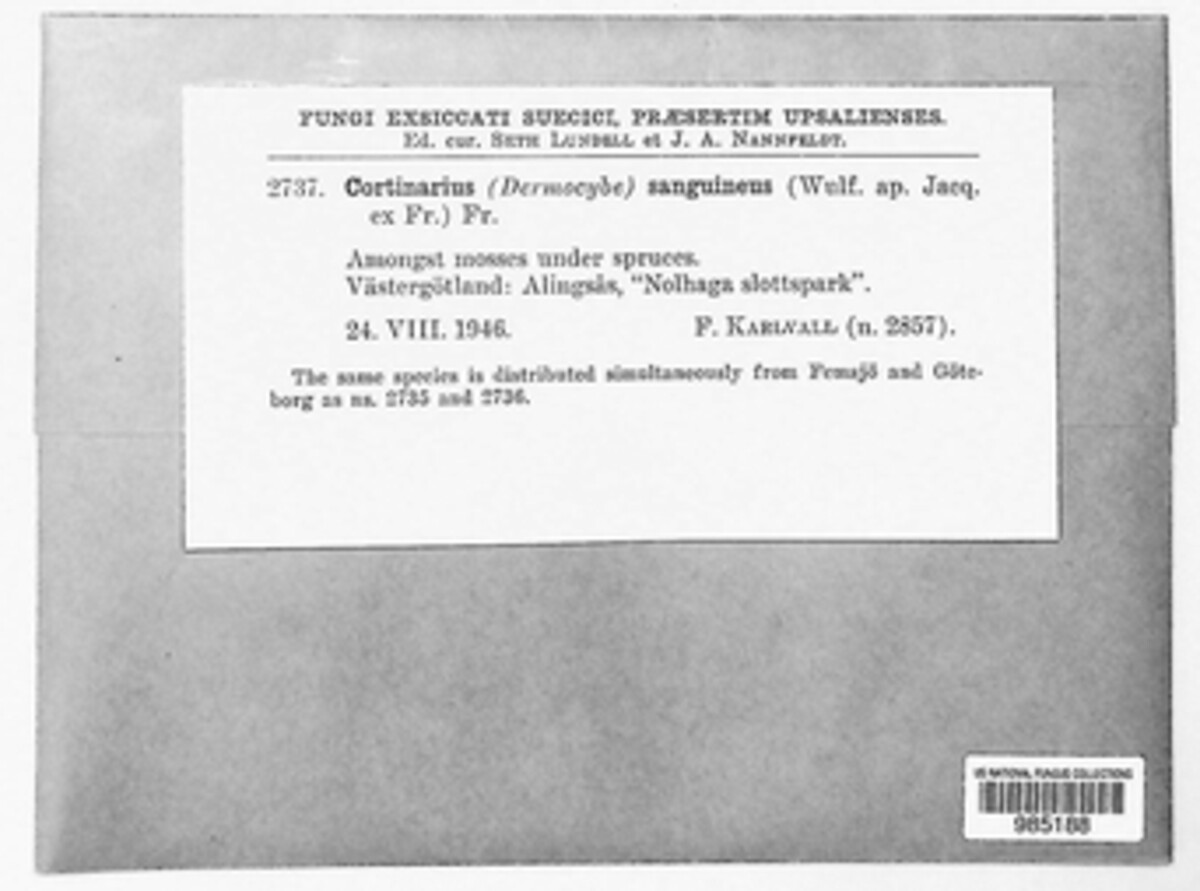 FUNGI EXSICCATI SUECICI, PRÆSERTIM UPSALIENSES.
Ed. cur. SETH LUNDELL et J. A. NANNFELDT.
2737. Cortinarius (Dermocybe) sanguineus (Wulf. ap. Jacq.
ex Fr.) Fr.
Amongst mosses under spruces.
Västergötland: Alingsås, “Nolhaga slottspark”.
24. VIII. 1946. F. KARLVALL (n. 2857).
The same species is distributed simultaneously from Femsjö and Göte-
borg as ns. 2735 and 2736.
US NATIONAL FUNGUS COLLECTIONS
985188